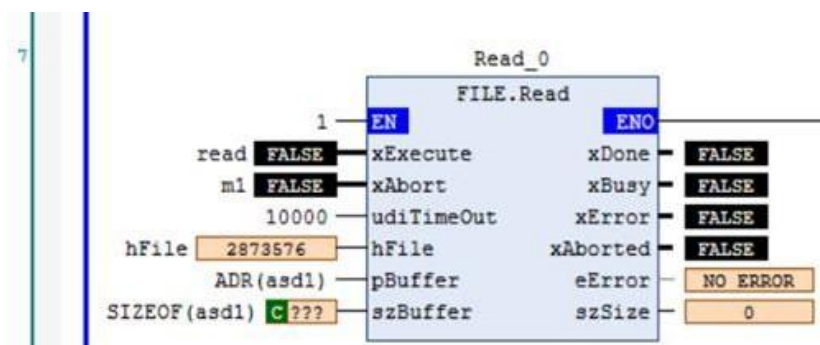 7
Read_0
FILE.Read
1 EN ENO
read FALSE xExecute xDone FALSE
m1 FALSE xAbort xBusy FALSE
10000 udiTimeOut xError FALSE
hFile 2873576 hFile xAborted FALSE
ADR(asd1) pBuffer eError NO ERROR
SIZEOF(asd1) C ??? szBuffer szSize 0